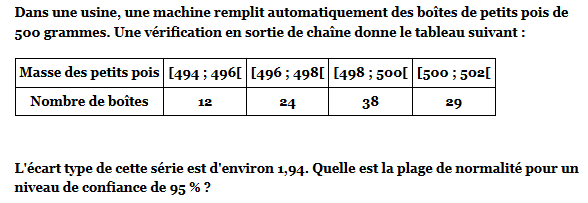 Dans une usine, une machine remplit automatiquement des boîtes de petits pois de
500 grammes. Une vérification en sortie de chaîne donne le tableau suivant :
Masse des petits pois [494 ; 496[ [496 ; 498[ [498 ; 500[ [500 ; 502[
Nombre de boîtes 12 24 38 29
L'écart type de cette série est d'environ 1,94. Quelle est la plage de normalité pour un
niveau de confiance de 95 % ?